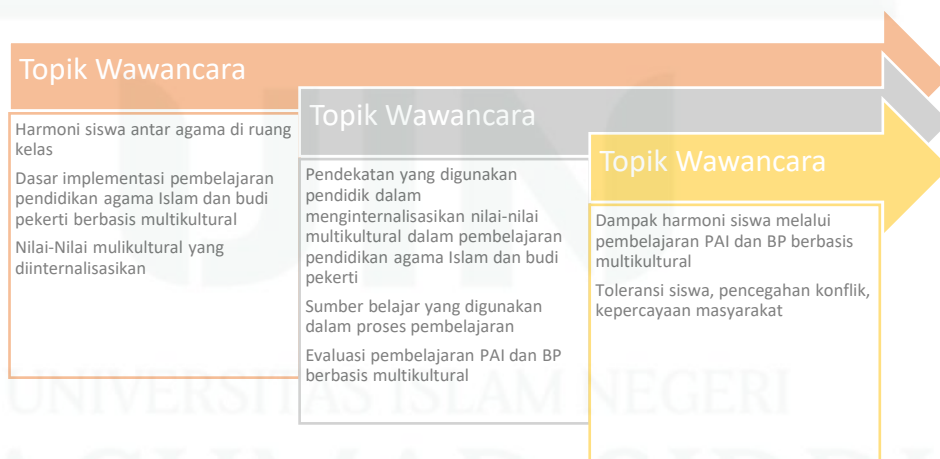 Topik Wawancara
Harmoni siswa antar agama di ruang
kelas
Dasar implementasi pembelajaran
pendidikan agama Islam dan budi
pekerti berbasis multikultural
Nilai-Nilai mulikultural yang
diinternalisasikan
Topik Wawancara
Pendekatan yang digunakan
pendidik dalam
menginternalisasikan nilai-nilai
multikultural dalam pembelajaran
pendidikan agama Islam dan budi
pekerti
Sumber belajar yang digunakan
dalam proses pembelajaran
Evaluasi pembelajaran PAI dan BP
berbasis multikultural
Topik Wawancara
Dampak harmoni siswa melalui
pembelajaran PAI dan BP berbasis
multikultural
Toleransi siswa, pencegahan konflik,
kepercayaan masyarakat
UIN
UNIVERSITAS ISLAM NEGERI